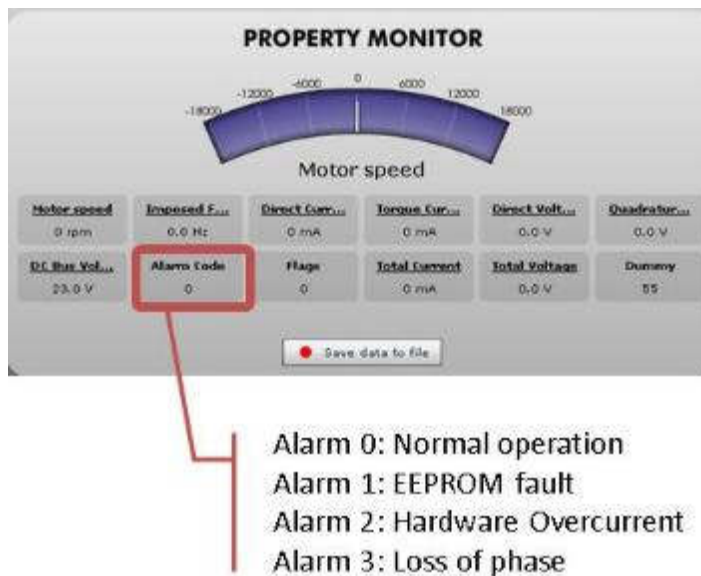 PROPERTY MONITOR
-18000 -12000 -6000 0 6000 12000 18000
Motor speed
Motor speed Imposed F... Direct Curr... Torque Cur... Direct Volt... Quadratur...
0 rpm 0.0 Hz 0 mA 0 mA 0.0 V 0.0 V
DC Bus Vol... Alarm Code Flags Total Current Total Voltage Dummy
23.0 V 0 0 0 mA 0.0 V 55
Save data to file
Alarm 0: Normal operation
Alarm 1: EEPROM fault
Alarm 2: Hardware Overcurrent
Alarm 3: Loss of phase